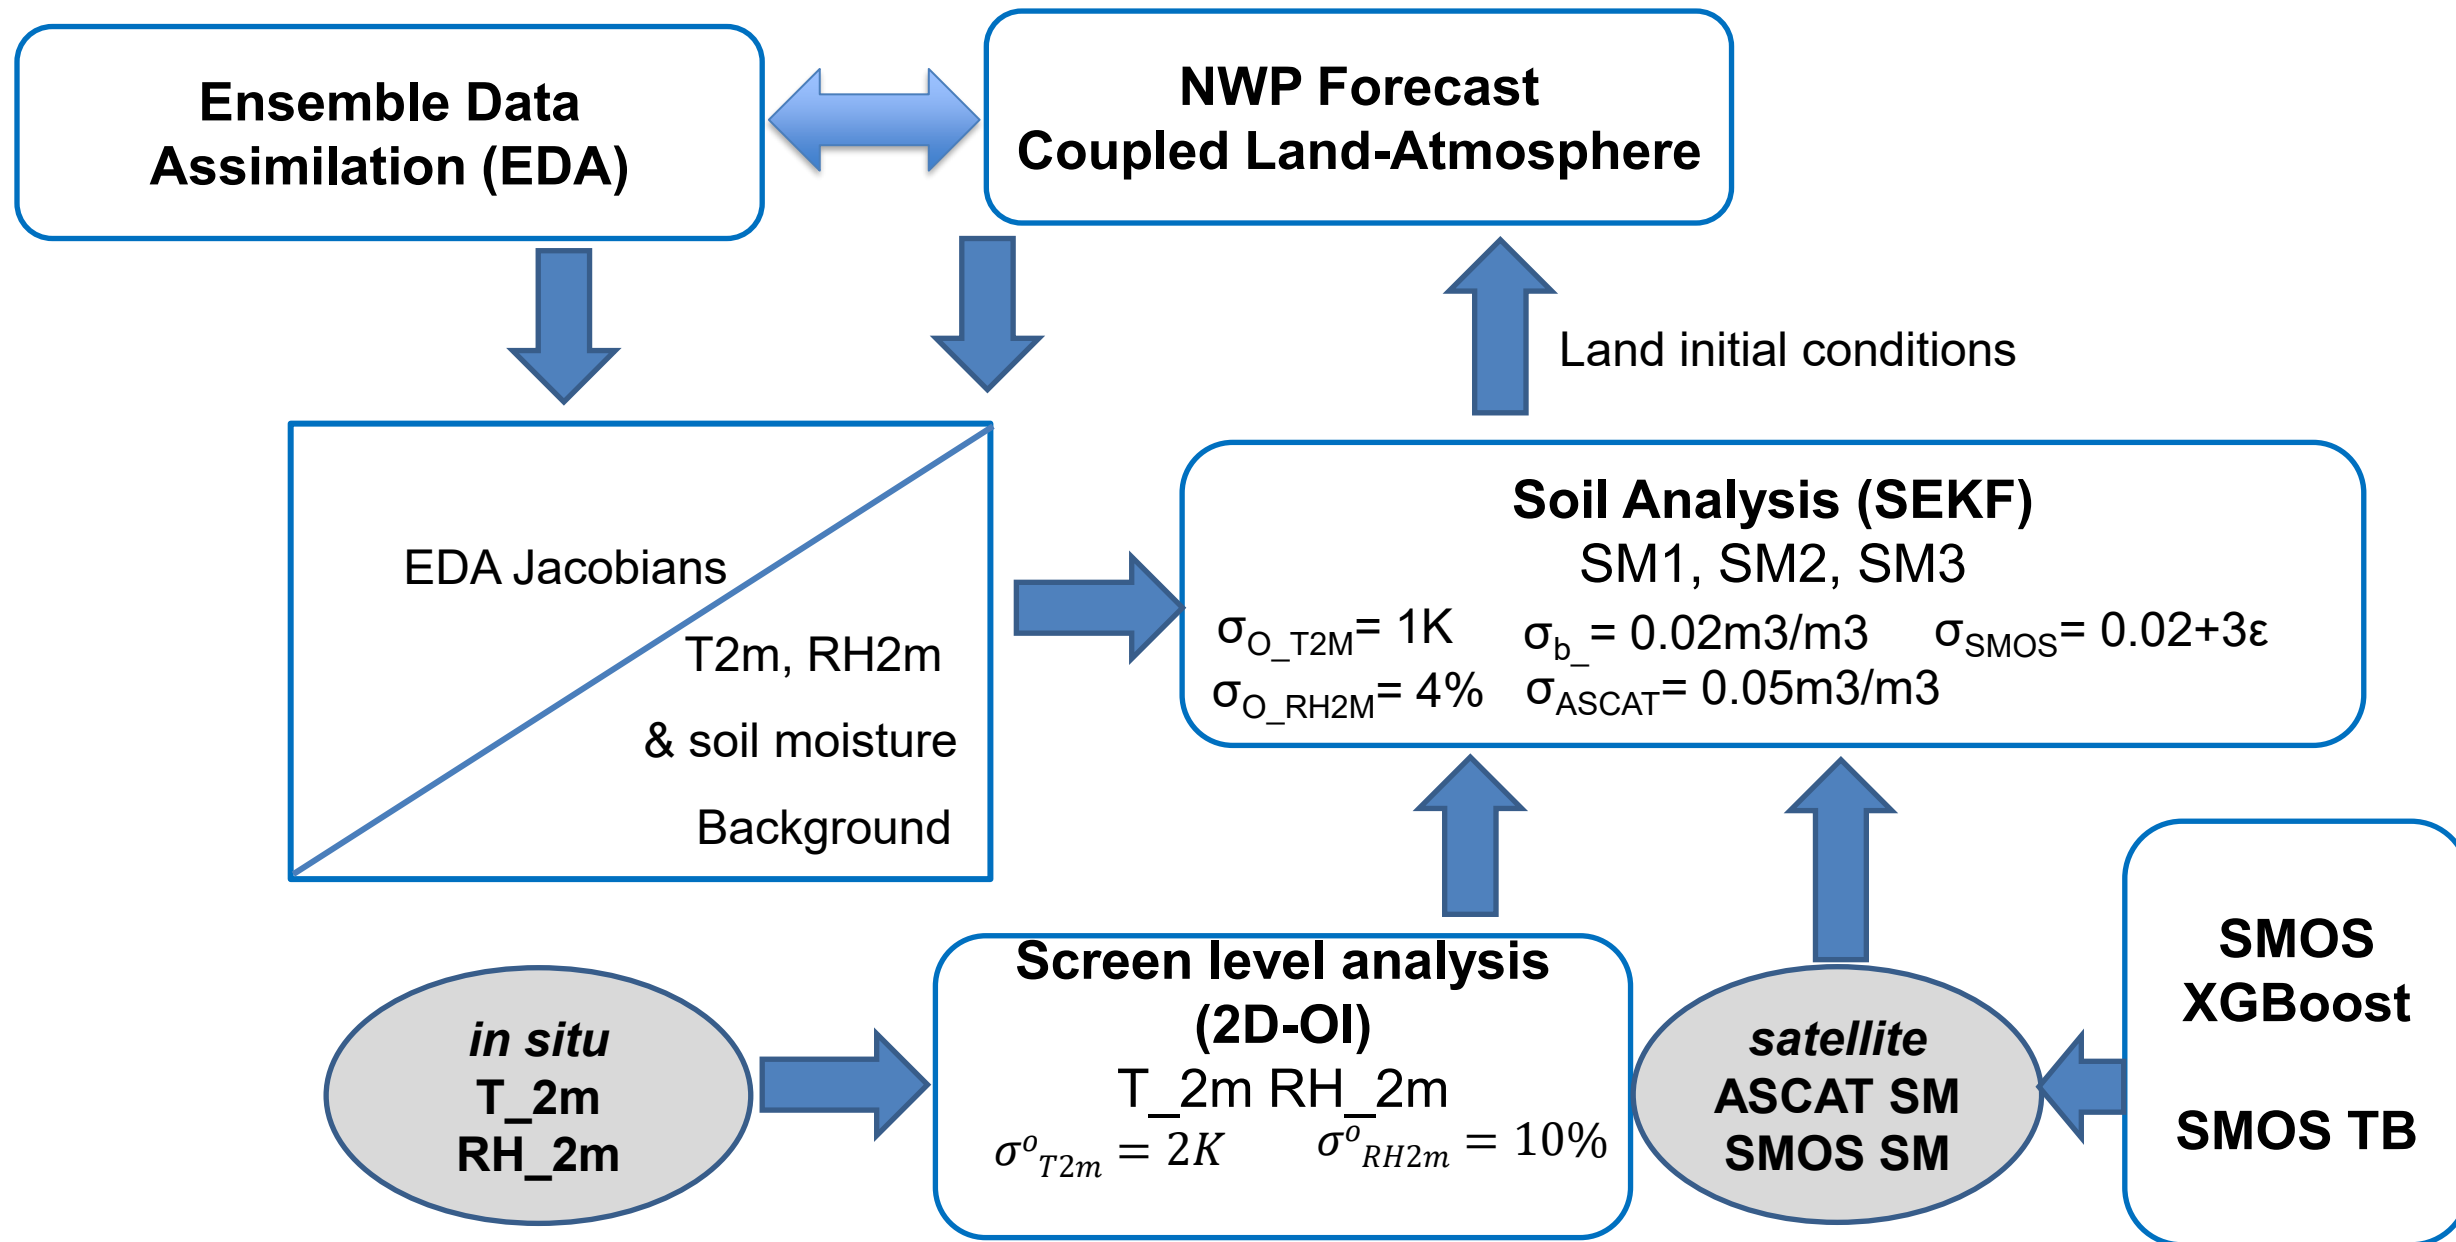 Ensemble Data
Assimilation (EDA)
NWP Forecast
Coupled Land-Atmosphere
Land initial conditions
EDA Jacobians
T2m, RH2m
& soil moisture
Background
Soil Analysis (SEKF)
SM1, SM2, SM3
σO_T2M= 1K
σb_= 0.02m3/m3
σSMOS= 0.02+3ε
σO_RH2M= 4%
σASCAT= 0.05m3/m3
in situ
T_2m
RH_2m
Screen level analysis
(2D-OI)
T_2m RH_2m
σ^o_T2m = 2K
σ^o_RH2m = 10%
satellite
ASCAT SM
SMOS SM
SMOS
XGBoost
SMOS TB